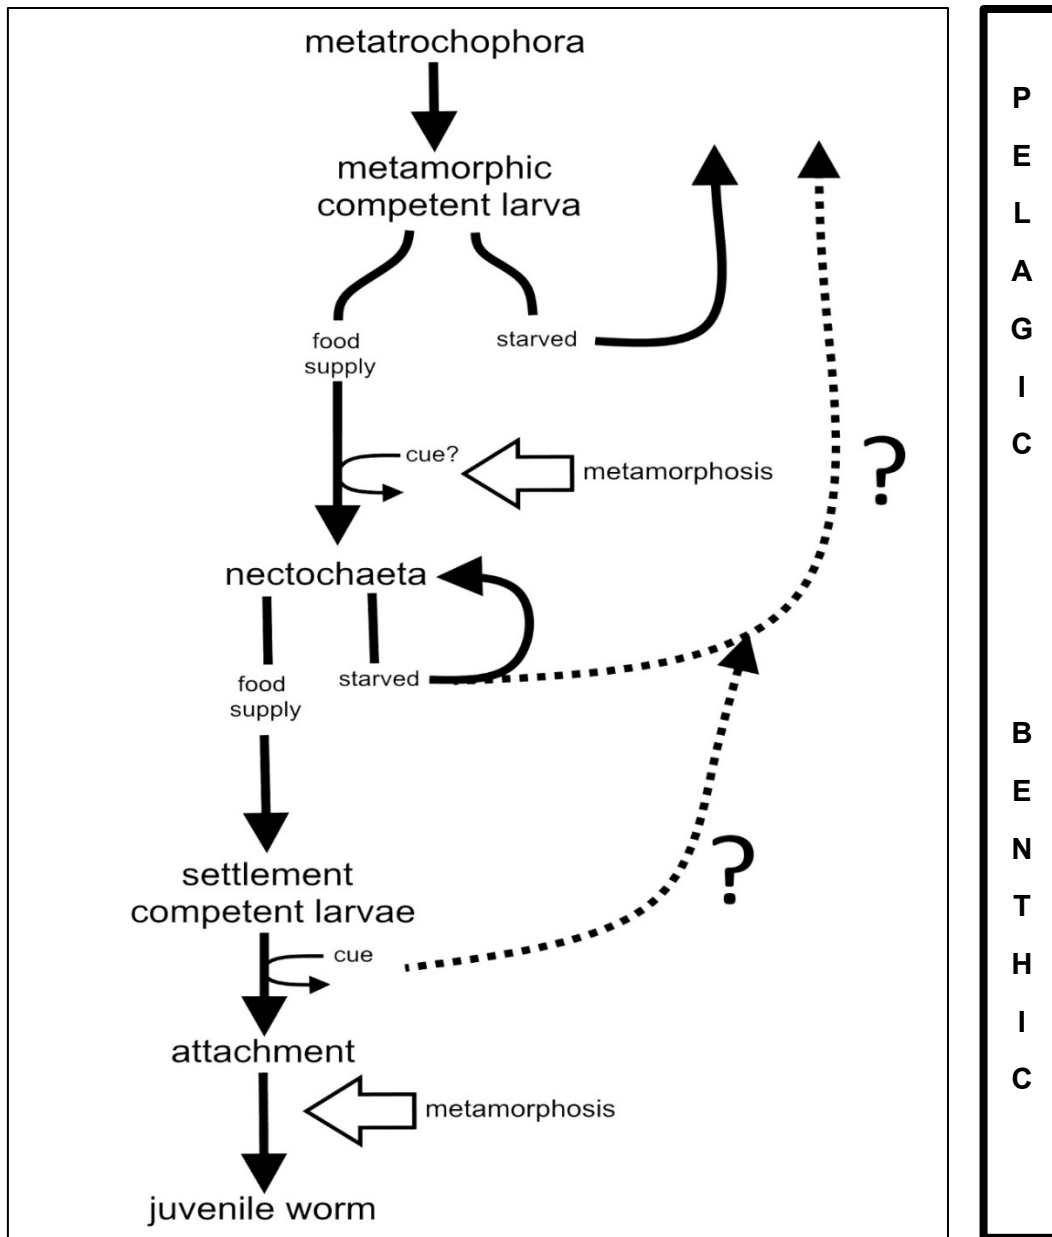 metatrochophora
metamorphic
competent larva
food
supply
starved
cue?
metamorphosis
?
nectochaeta
food
supply
starved
settlement
competent larvae
?
cue
attachment
metamorphosis
juvenile worm
P
E
L
A
G
I
C
B
E
N
T
H
I
C